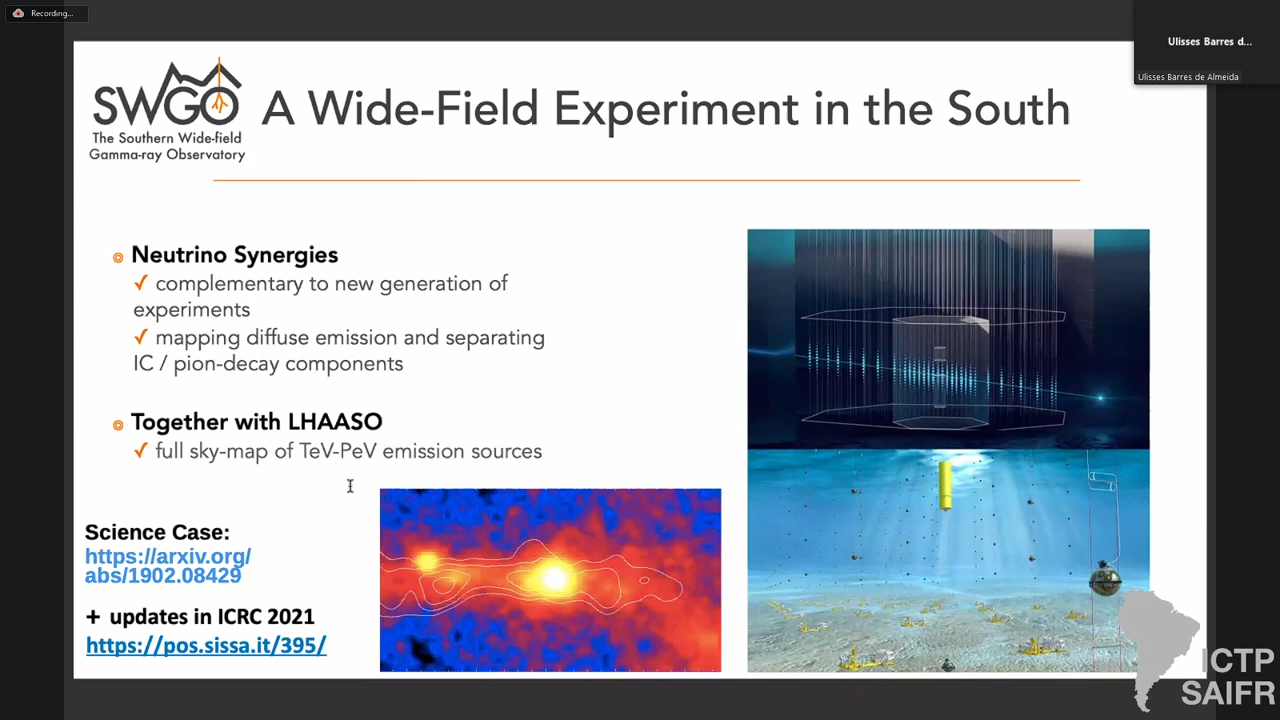 Recording...
Ulisses Barres d...
Ulisses Barres de Almeida
SWGO
The Southern Wide-field
Gamma-ray Observatory
A Wide-Field Experiment in the South
Neutrino Synergies
✓ complementary to new generation of
experiments
✓ mapping diffuse emission and separating
IC / pion-decay components
Together with LHAASO
✓ full sky-map of TeV-PeV emission sources
Science Case:
https://arxiv.org/
abs/1902.08429
+ updates in ICRC 2021
https://pos.sissa.it/395/
ICTP
SAIFR